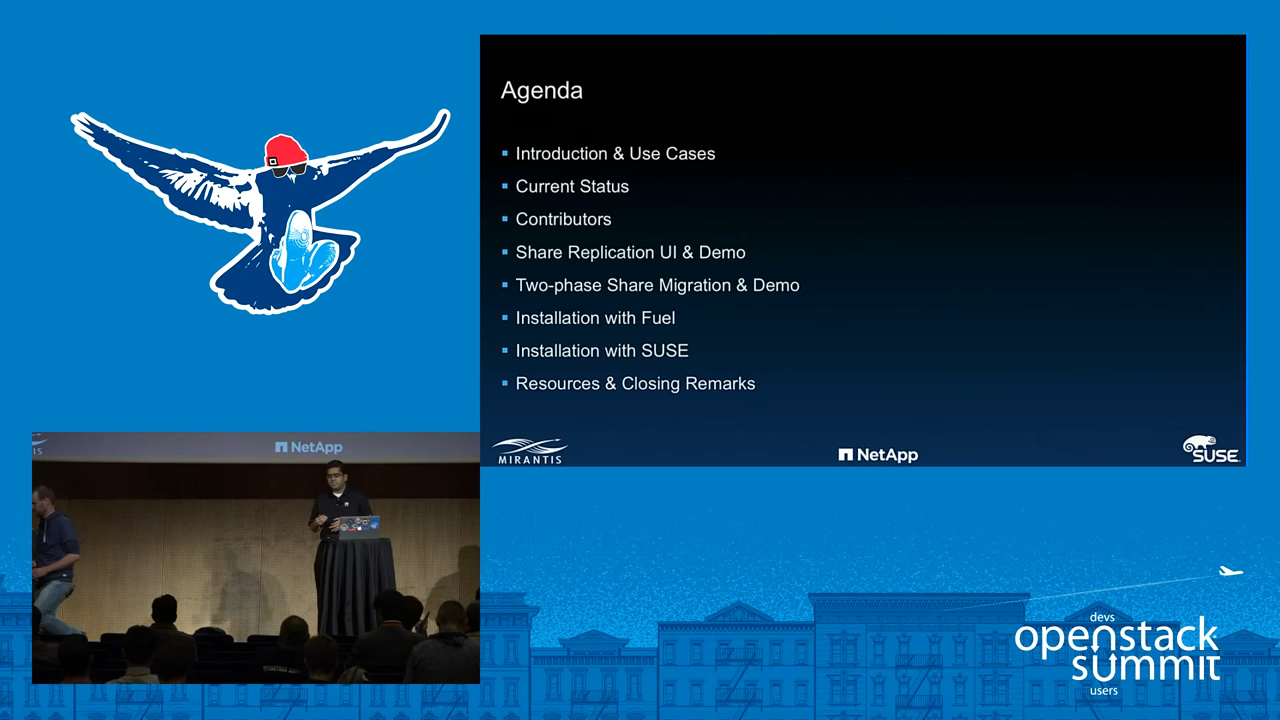 Agenda
Introduction & Use Cases
Current Status
Contributors
Share Replication UI & Demo
Two-phase Share Migration & Demo
Installation with Fuel
Installation with SUSE
Resources & Closing Remarks
MIRANTIS
NetApp
SUSE
NetApp
devs
openstack
summit
users